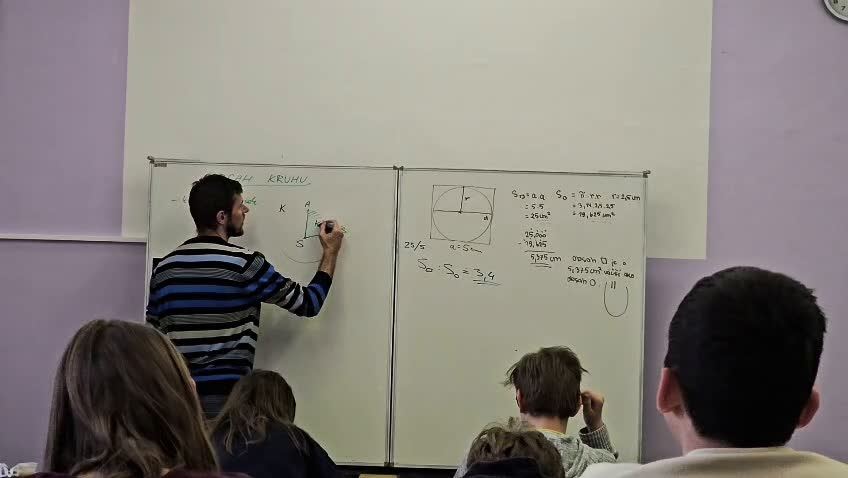 KRUHU
K
A
S
r
a
25/5
a = 5 cm
S□ : S○ = 3,4
S□ = a.a
= 5.5
= 25 cm²
S○ = π.r.r r = 2,5 cm
= 3,14.2,5.2,5
= 19,625 cm²
25,000
-19,625
5,375 cm
obsah □ je o
5,375 cm² väčší ako
obsah ○.